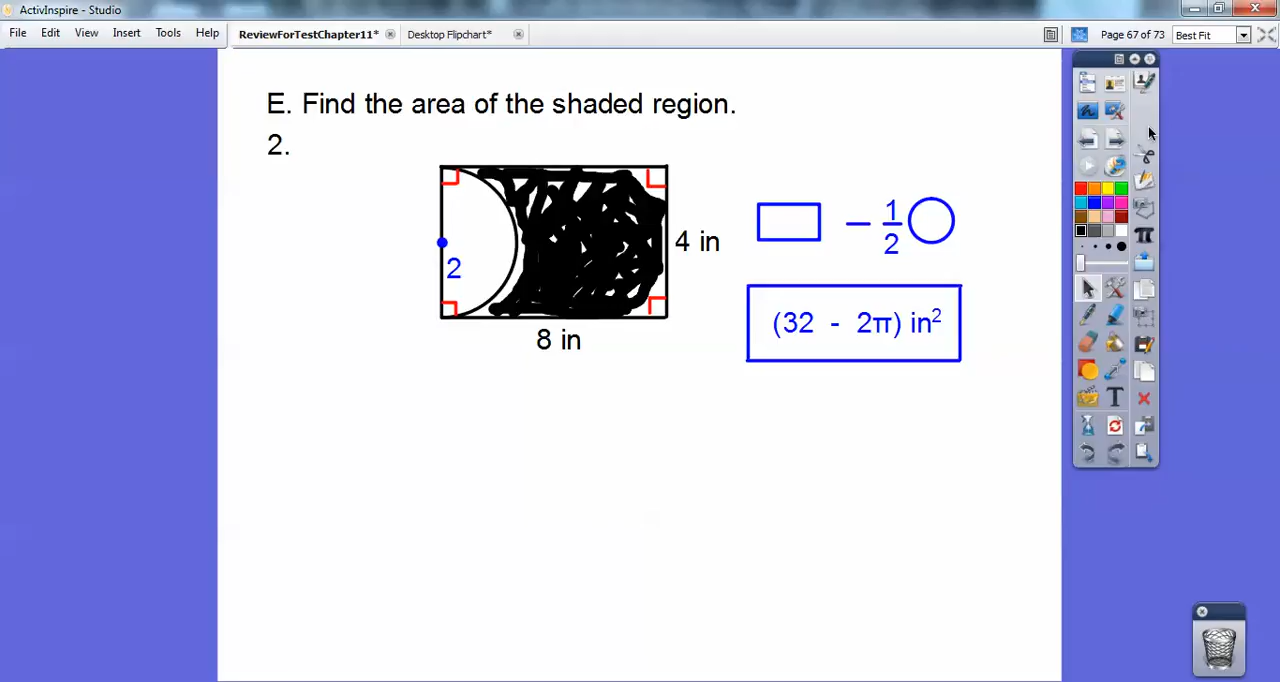 ActivInspire - Studio
File Edit View Insert Tools Help ReviewForTestChapter11* Desktop Flipchart* Page 67 of 73 Best Fit
E. Find the area of the shaded region.
2.
2
4 in
8 in
− 1/2
(32 - 2π) in²
π
T